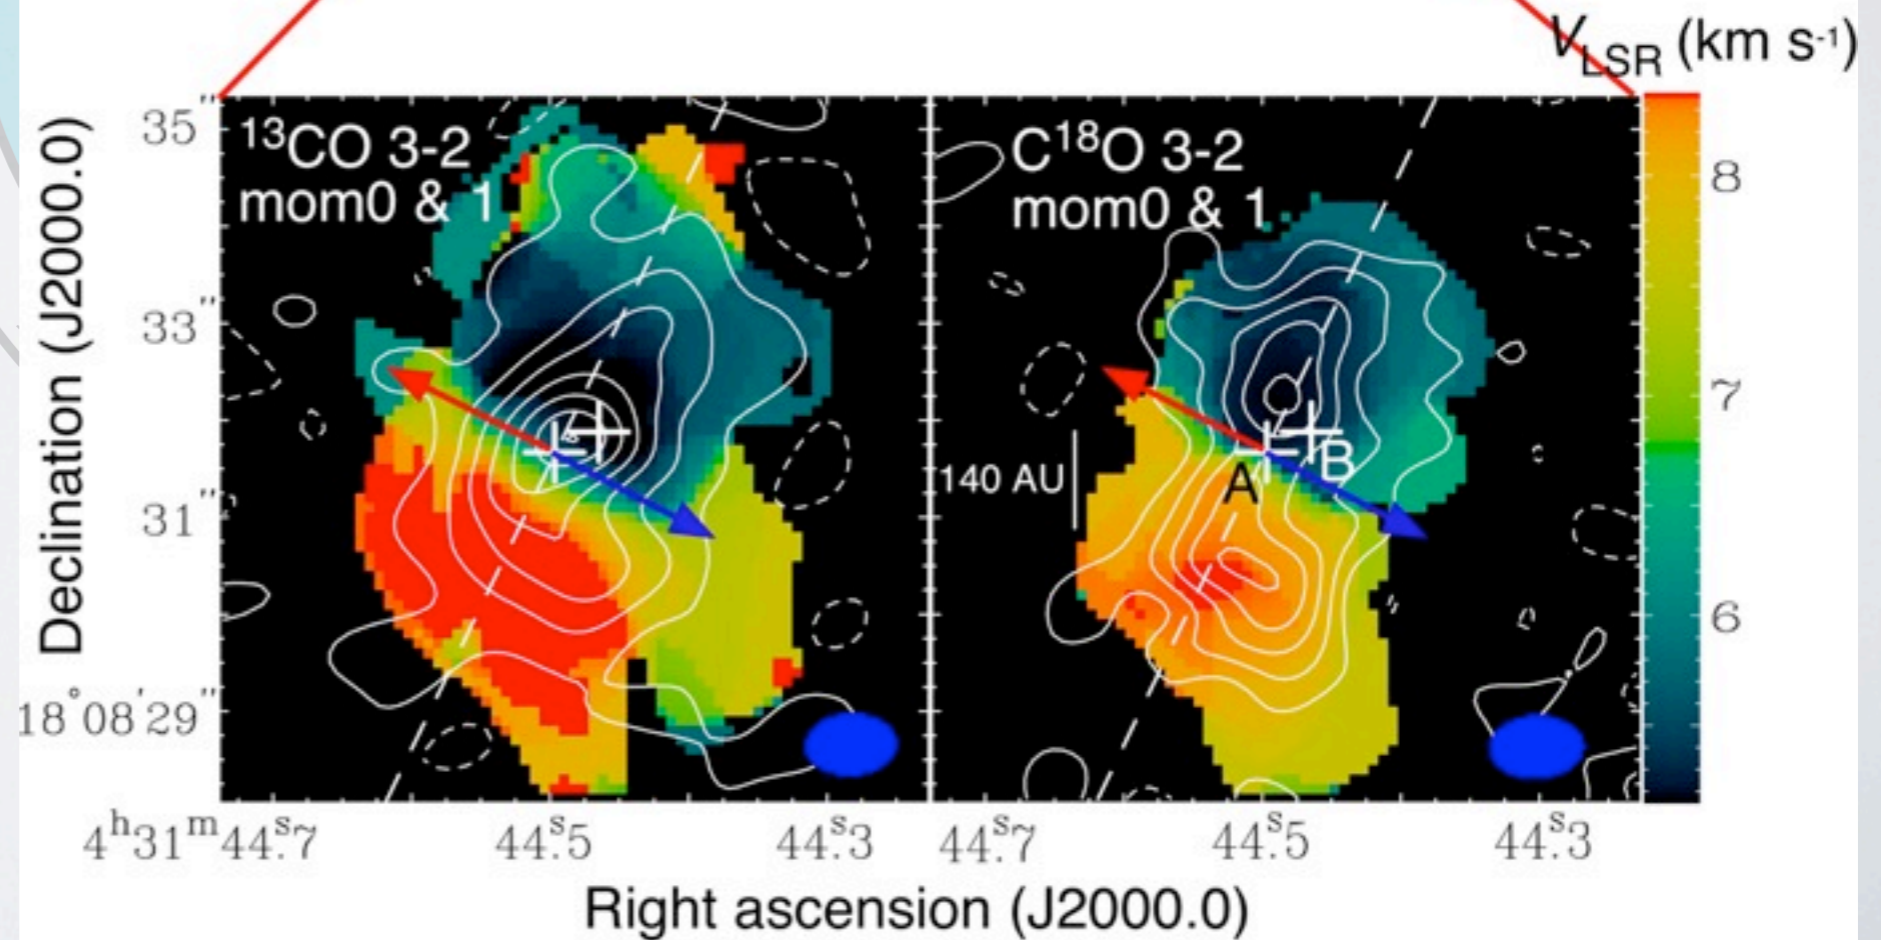 V_LSR (km s⁻¹)
¹³CO 3-2
mom0 & 1
C¹⁸O 3-2
mom0 & 1
Declination (J2000.0)
35″
33″
31″
18° 08′ 29″
140 AU
A
B
8
7
6
4ʰ31ᵐ44ˢ.7
44ˢ.5
44ˢ.3
44ˢ.7
44ˢ.5
44ˢ.3
Right ascension (J2000.0)